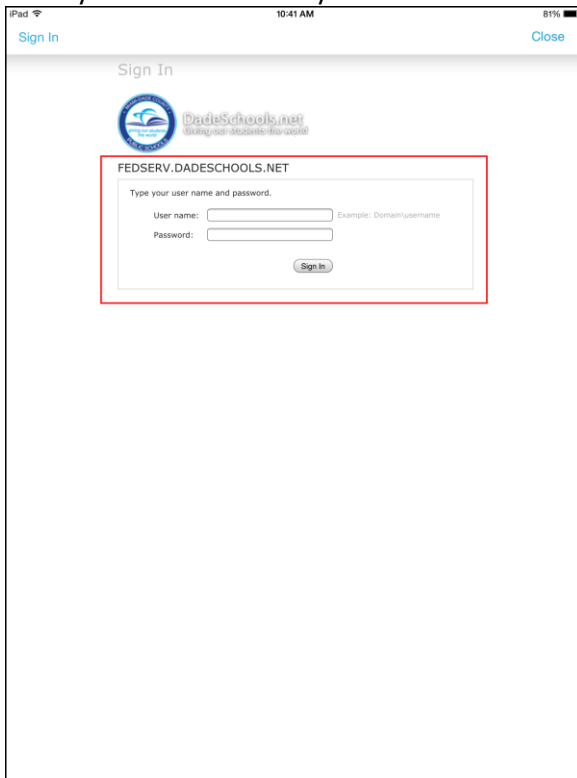 iPad 10:41 AM 81%
Sign In Close
Sign In
DadeSchools.net
Giving our students the world
FEDSERV.DADESCHOOLS.NET
Type your user name and password.
User name: Example: Domain\username
Password:
Sign In